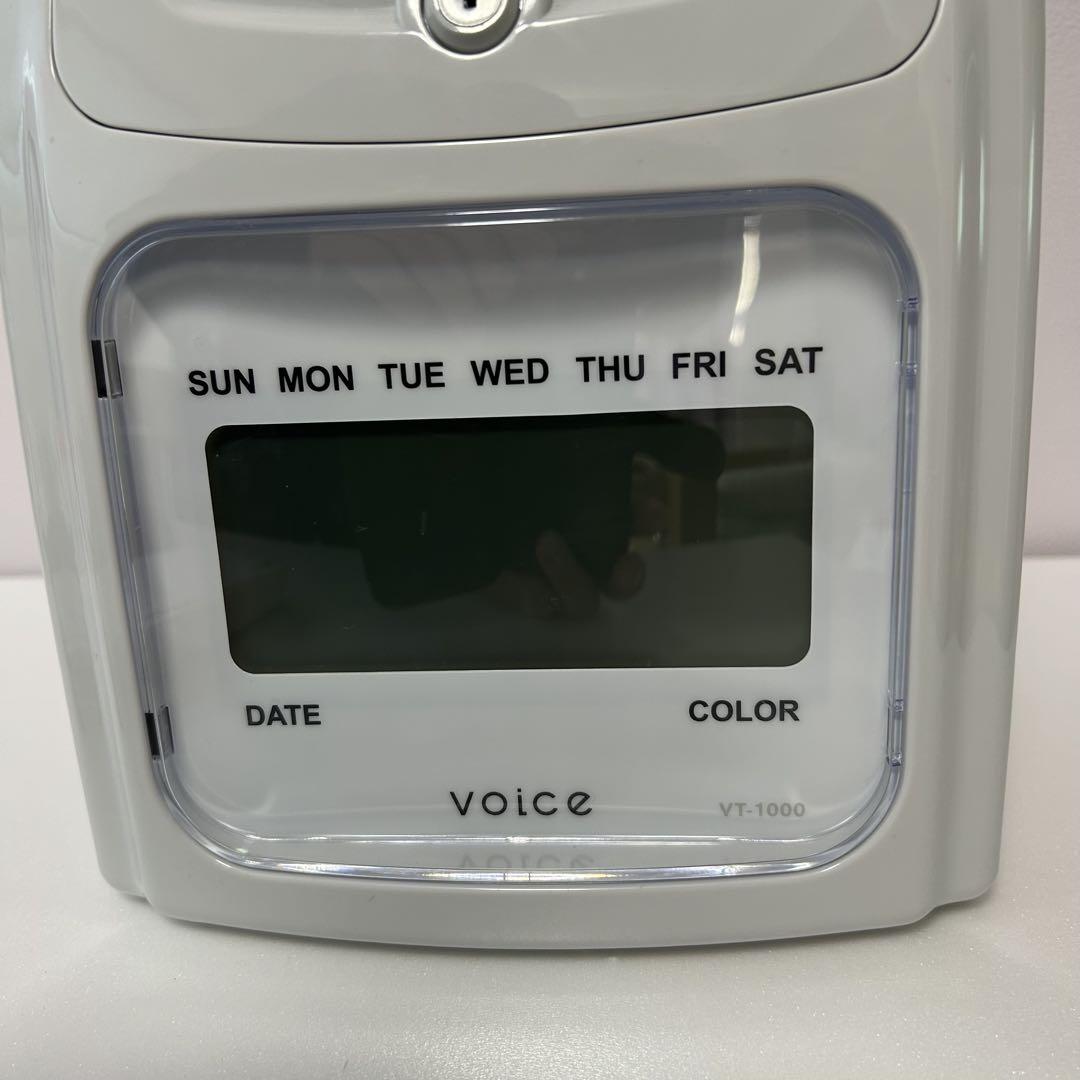 SUN MON TUE WED THU FRI SAT
DATE COLOR
voice VT-1000